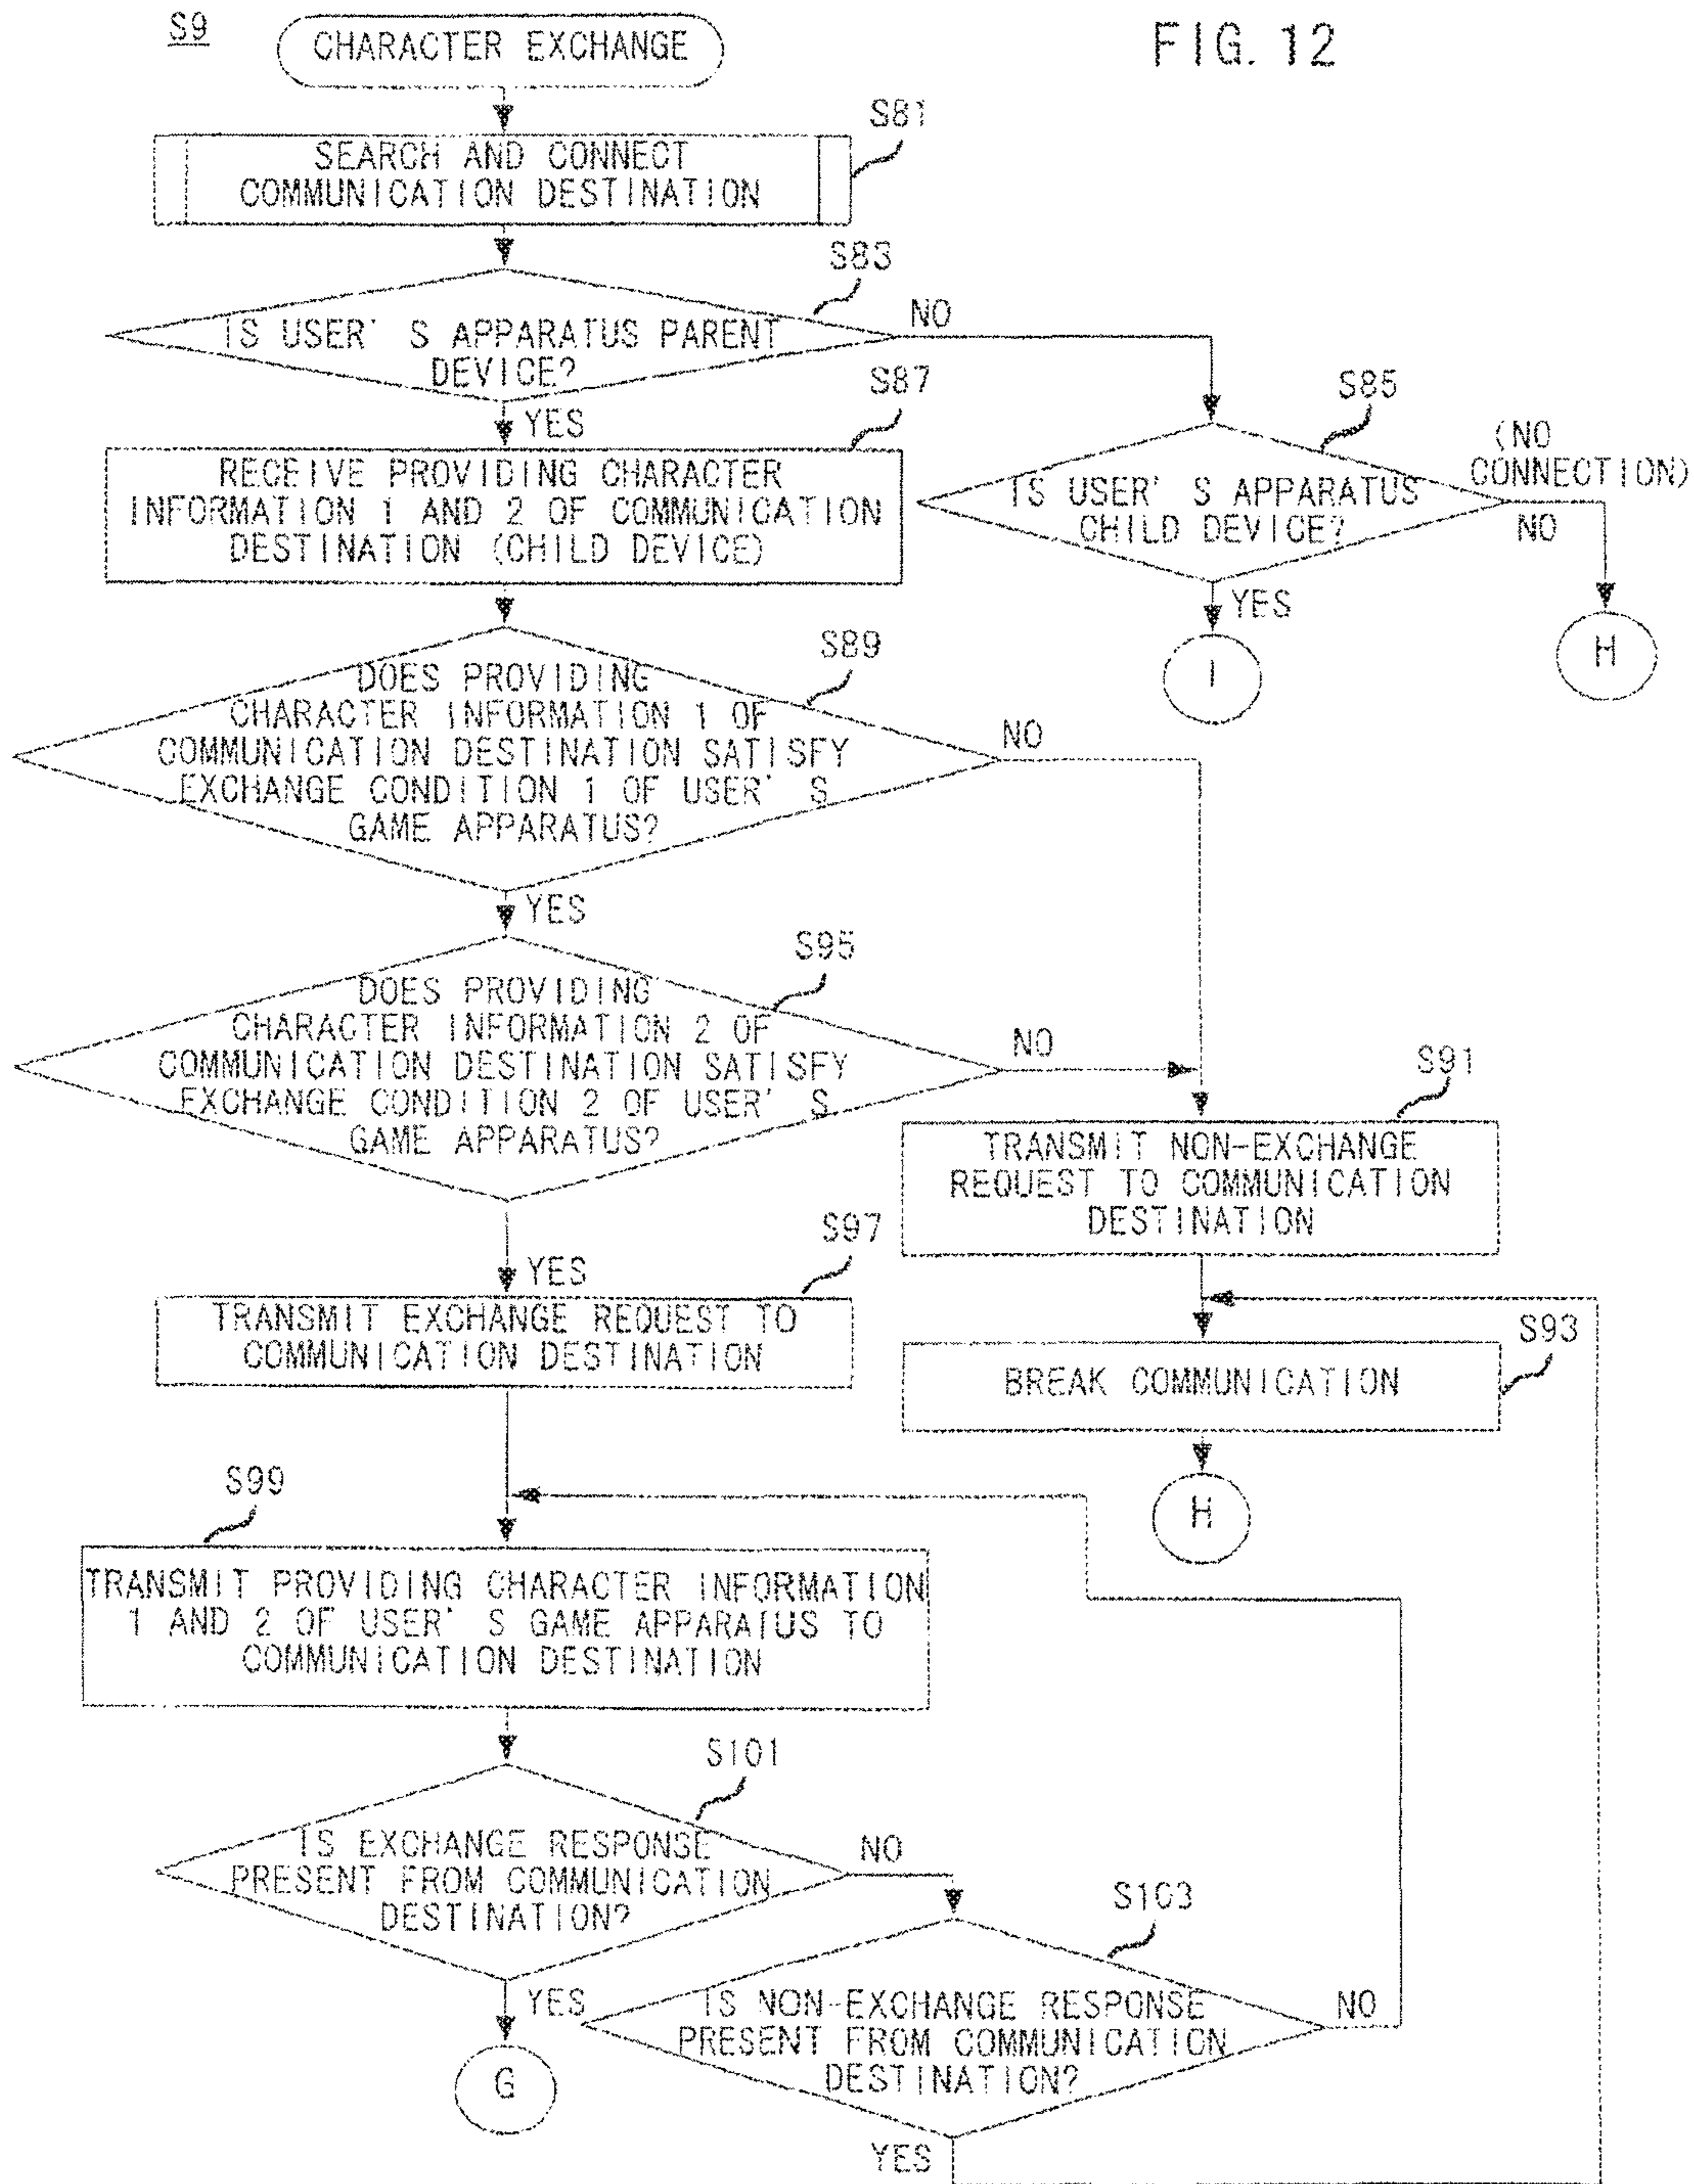 S9
CHARACTER EXCHANGE
FIG. 12
S81
SEARCH AND CONNECT
COMMUNICATION DESTINATION
S83
IS USER'S APPARATUS PARENT
DEVICE?
NO
YES
S87
RECEIVE PROVIDING CHARACTER
INFORMATION 1 AND 2 OF COMMUNICATION
DESTINATION (CHILD DEVICE)
S85
IS USER'S APPARATUS
CHILD DEVICE?
(NO
CONNECTION)
NO
YES
I
H
S89
DOES PROVIDING
CHARACTER INFORMATION 1 OF
COMMUNICATION DESTINATION SATISFY
EXCHANGE CONDITION 1 OF USER'S
GAME APPARATUS?
NO
YES
S95
DOES PROVIDING
CHARACTER INFORMATION 2 OF
COMMUNICATION DESTINATION SATISFY
EXCHANGE CONDITION 2 OF USER'S
GAME APPARATUS?
NO
YES
S91
TRANSMIT NON-EXCHANGE
REQUEST TO COMMUNICATION
DESTINATION
S97
TRANSMIT EXCHANGE REQUEST TO
COMMUNICATION DESTINATION
S93
BREAK COMMUNICATION
H
S99
TRANSMIT PROVIDING CHARACTER INFORMATION
1 AND 2 OF USER'S GAME APPARATUS TO
COMMUNICATION DESTINATION
S101
IS EXCHANGE RESPONSE
PRESENT FROM COMMUNICATION
DESTINATION?
NO
YES
G
S103
IS NON-EXCHANGE RESPONSE
PRESENT FROM COMMUNICATION
DESTINATION?
NO
YES